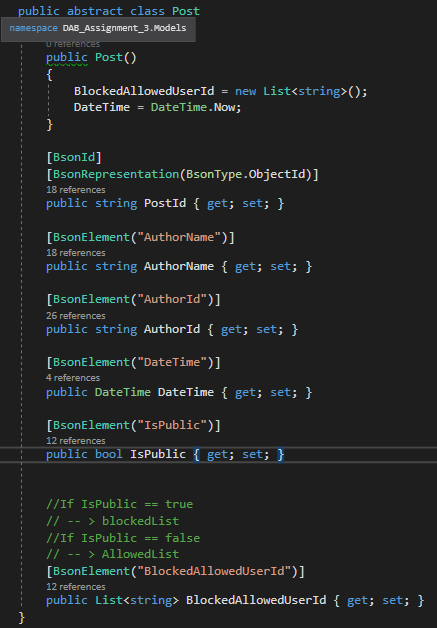 public abstract class Post
namespace DAB_Assignment_3.Models
0 references
public Post()
{
BlockedAllowedUserId = new List<string>();
DateTime = DateTime.Now;
}
[BsonId]
[BsonRepresentation(BsonType.ObjectId)]
18 references
public string PostId { get; set; }
[BsonElement("AuthorName")]
18 references
public string AuthorName { get; set; }
[BsonElement("AuthorId")]
26 references
public string AuthorId { get; set; }
[BsonElement("DateTime")]
4 references
public DateTime DateTime { get; set; }
[BsonElement("IsPublic")]
12 references
public bool IsPublic { get; set; }
//If IsPublic == true
// -- > blockedList
//If IsPublic == false
// -- > AllowedList
[BsonElement("BlockedAllowedUserId")]
12 references
public List<string> BlockedAllowedUserId { get; set; }
}